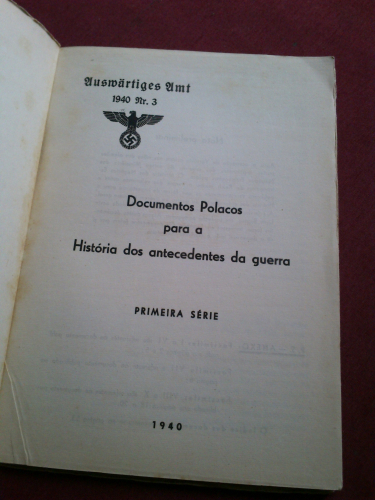 Auswärtiges Amt
1940 Nr. 3
Documentos Polacos
para a
História dos antecedentes da guerra
PRIMEIRA SÉRIE
1940